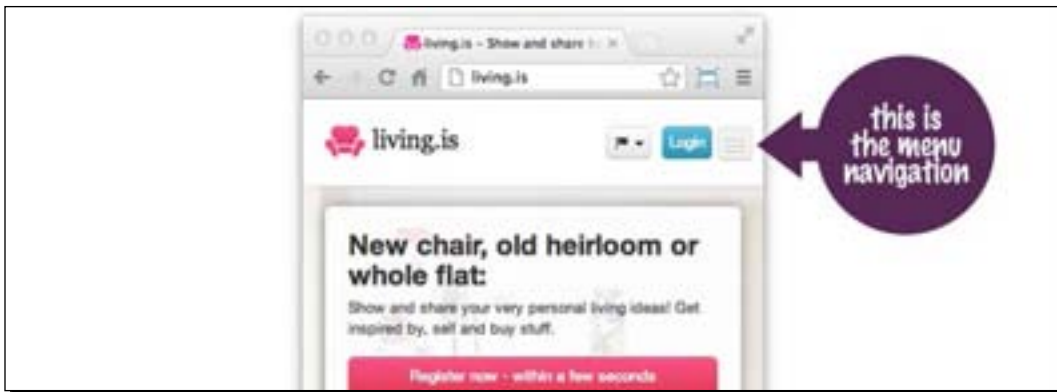 living.is - Show and share
living.is
living.is
Login
this is
the menu
navigation
New chair, old heirloom or
whole flat:
Show and share your very personal living ideas! Get
inspired by, sell and buy stuff.
Register now - within a few seconds